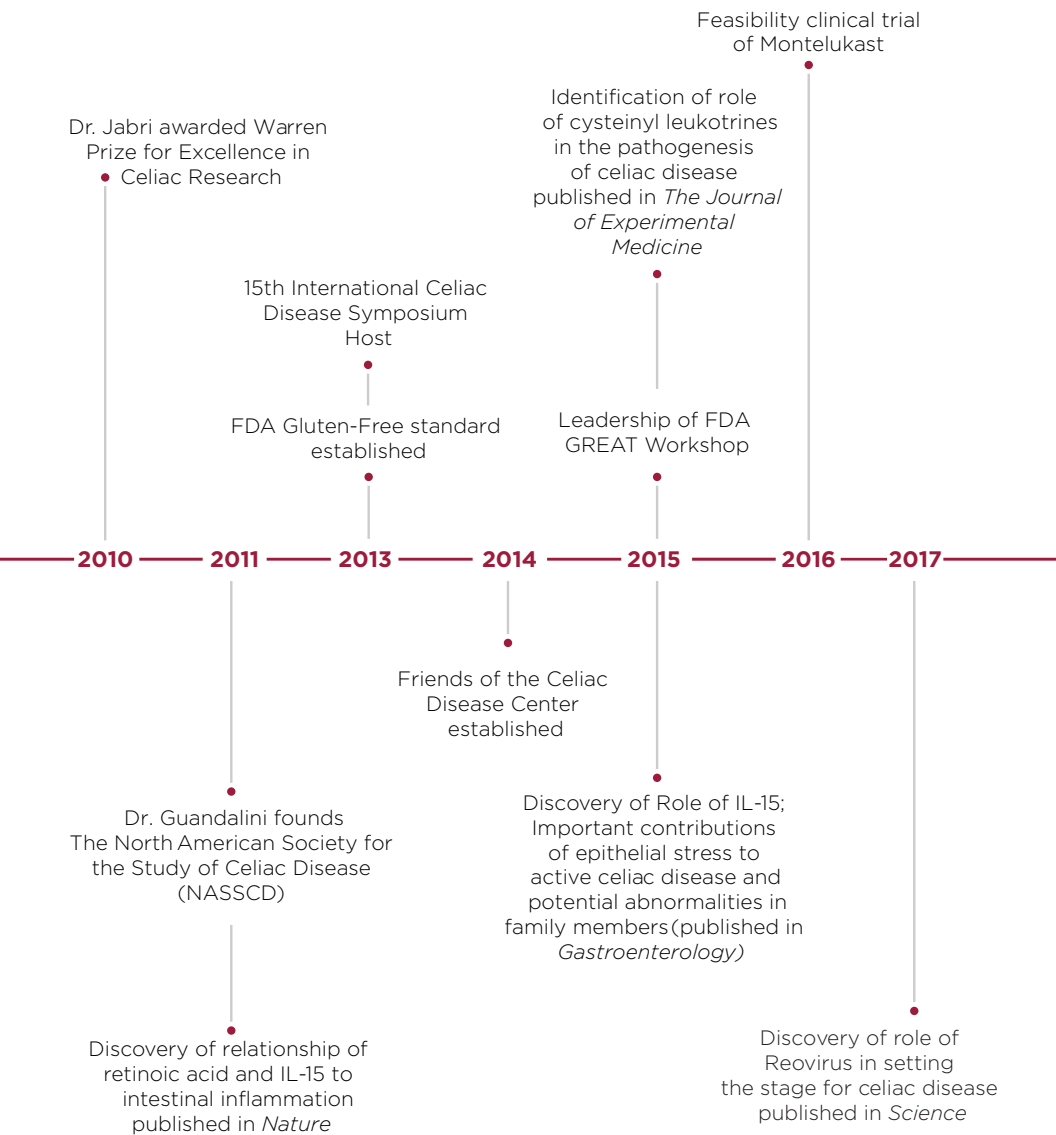 Feasibility clinical trial
of Montelukast
Identification of role
of cysteinyl leukotrines
in the pathogenesis
of celiac disease
published in The Journal
of Experimental
Medicine
Dr. Jabri awarded Warren
Prize for Excellence in
Celiac Research
15th International Celiac
Disease Symposium
Host
FDA Gluten-Free standard
established
Leadership of FDA
GREAT Workshop
2010 2011 2013 2014 2015 2016 2017
Friends of the Celiac
Disease Center
established
Dr. Guandalini founds
The North American Society for
the Study of Celiac Disease
(NASSCD)
Discovery of Role of IL-15;
Important contributions
of epithelial stress to
active celiac disease and
potential abnormalities in
family members (published in
Gastroenterology)
Discovery of relationship of
retinoic acid and IL-15 to
intestinal inflammation
published in Nature
Discovery of role of
Reovirus in setting
the stage for celiac disease
published in Science